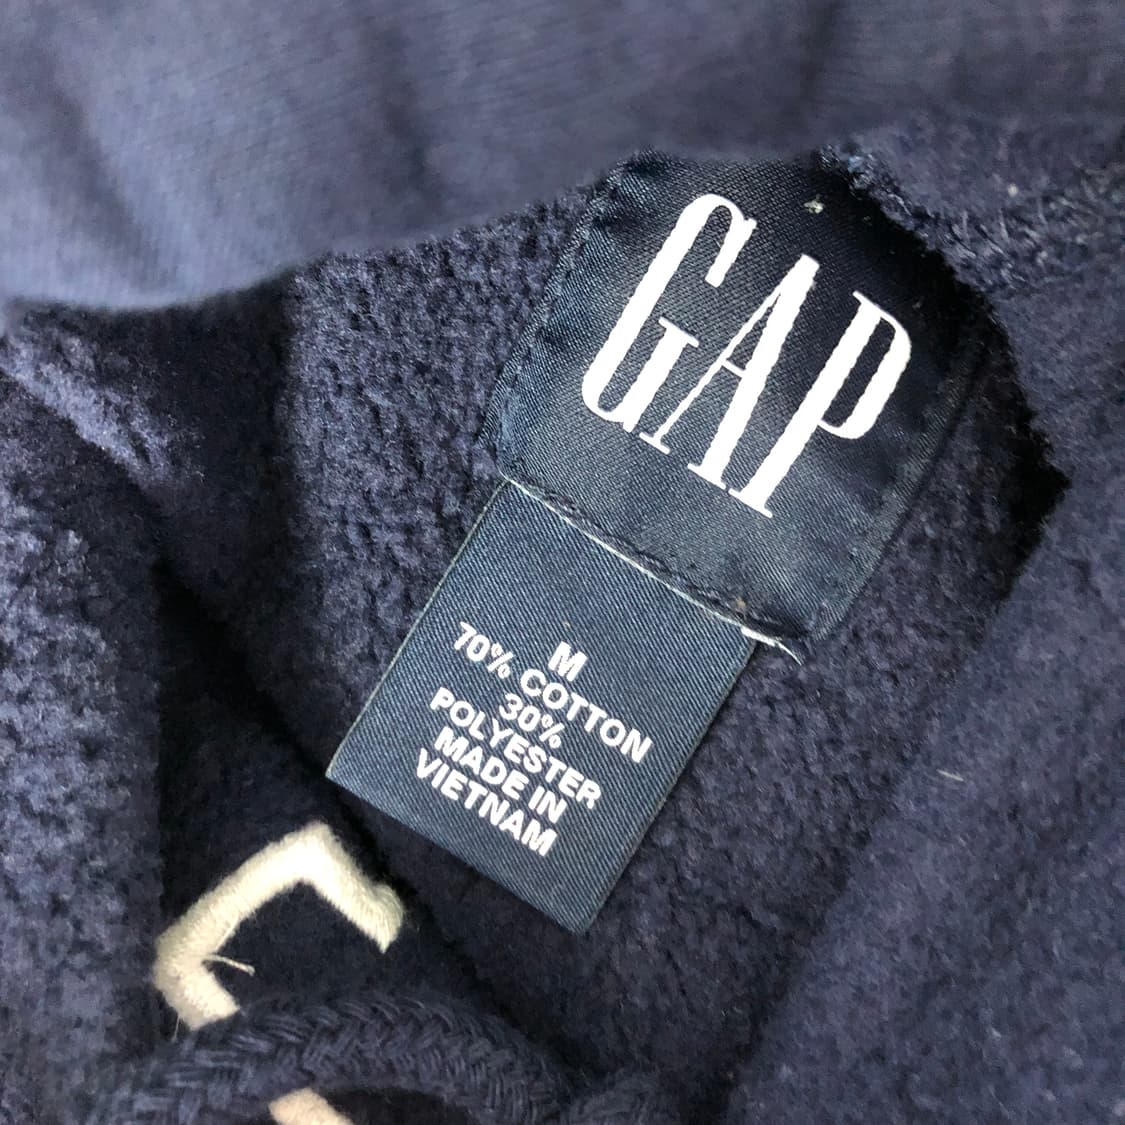 GAP
M
70% COTTON
30%
POLYESTER
MADE IN
VIETNAM